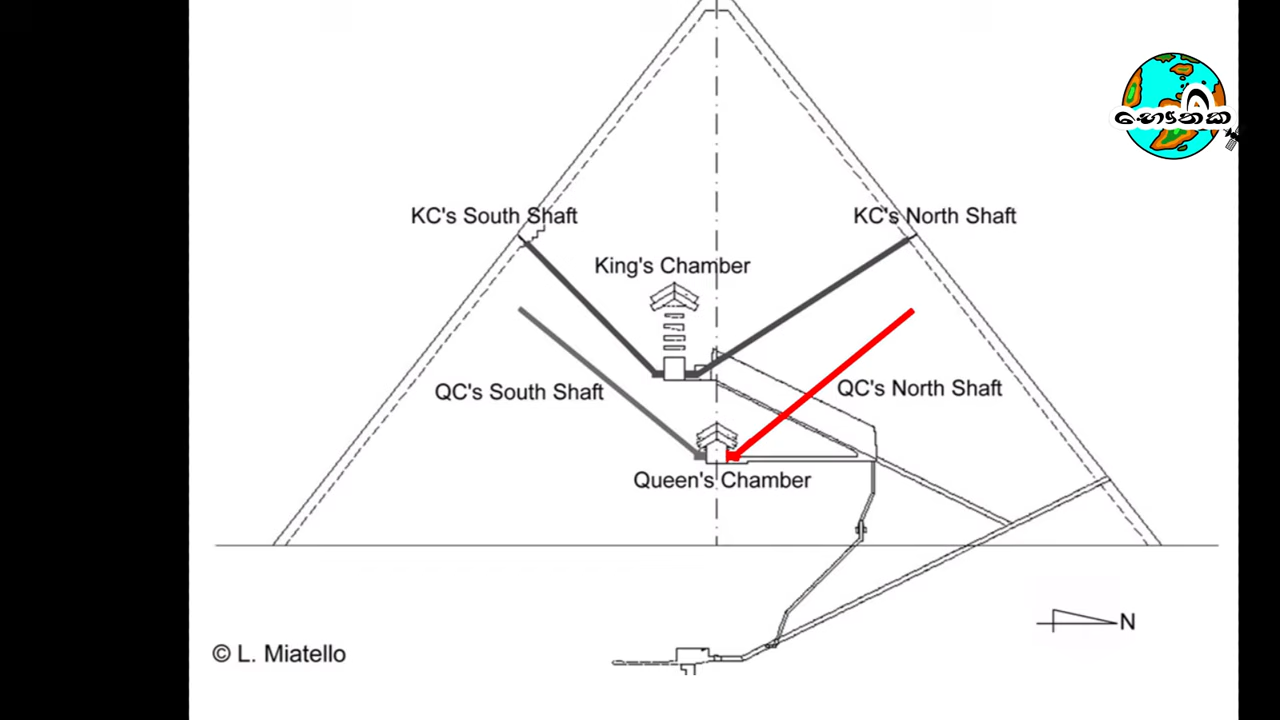 භෞතික
KC's South Shaft
KC's North Shaft
King's Chamber
QC's South Shaft
QC's North Shaft
Queen's Chamber
N
© L. Miatello